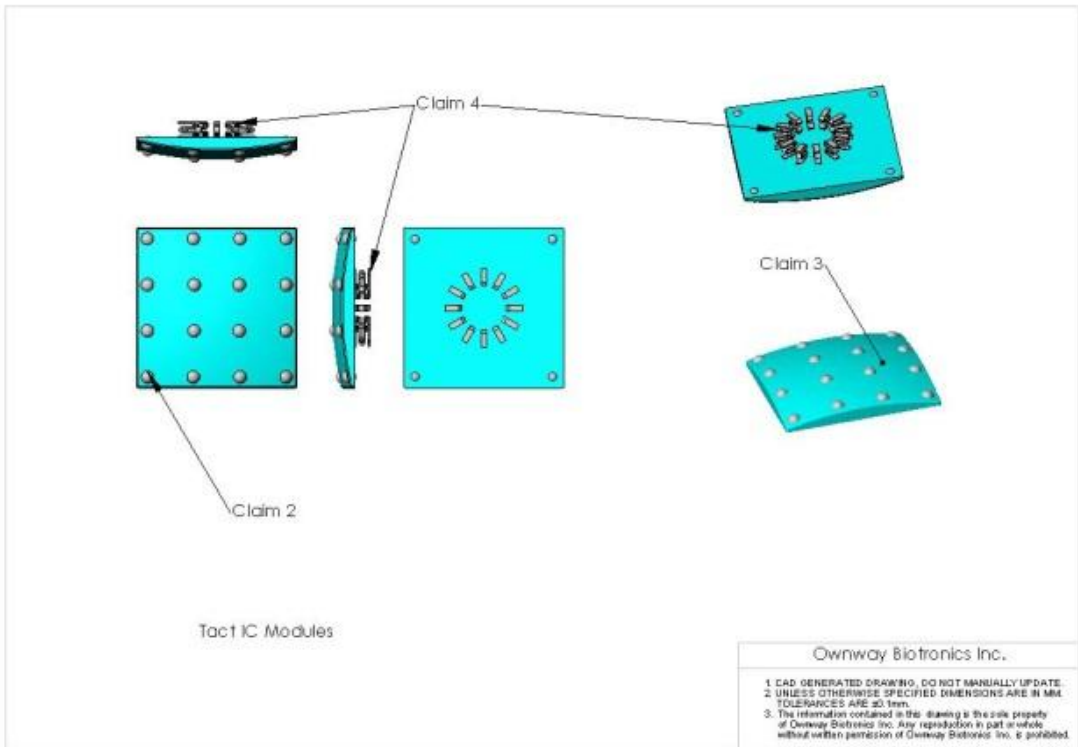 Claim 4
Claim 3
Claim 2
Tact IC Modules
Ownway Biotronics Inc.
1 CAD GENERATED DRAWING, DO NOT MANUALLY UPDATE.
2 UNLESS OTHERWISE SPECIFIED DIMENSIONS ARE IN MM.
TOLERANCES ARE ±0.1mm.
3. The information contained in this drawing is the sole property
of Ownway Biotronics Inc. Any reproduction in part or whole
without written permission of Ownway Biotronics Inc. is prohibited.